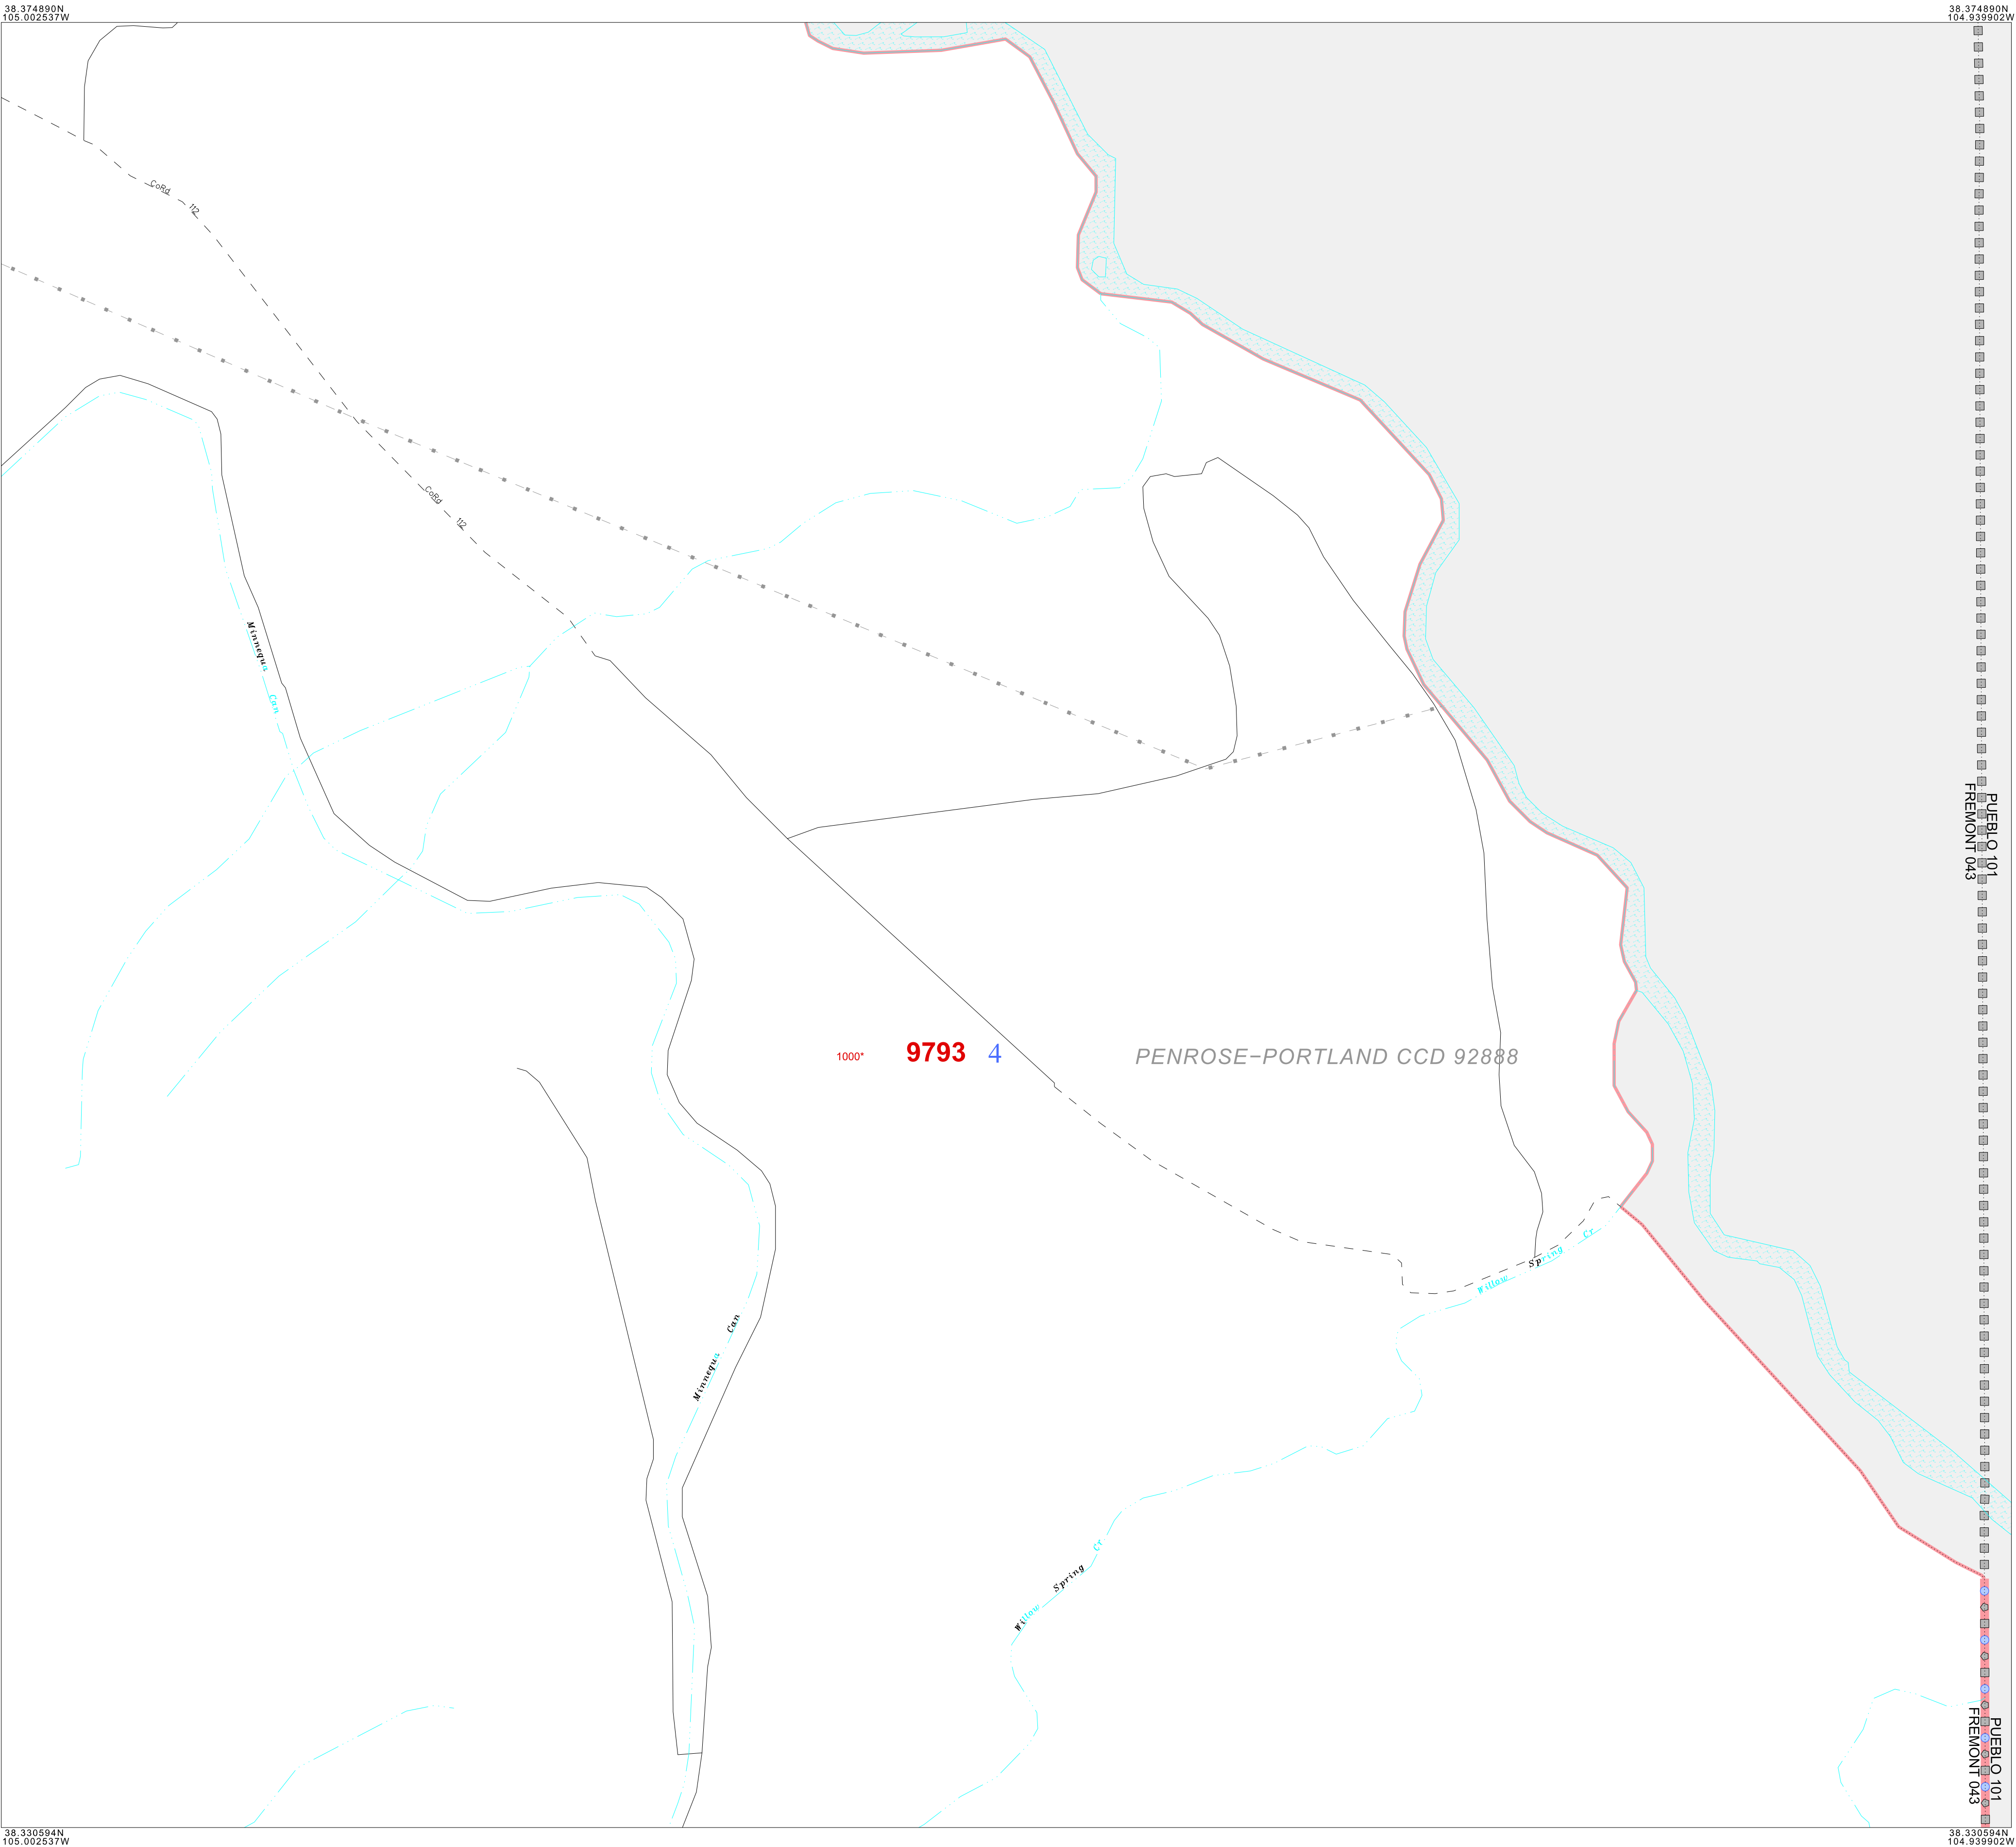 38.374890N
105.002537W
38.374890N
104.939902W
CoRd 112
CoRd 112
Minnequa Can
PUEBLO 101
FREMONT 043
1000*
9793
4
PENROSE-PORTLAND CCD 92888
Willow Spring Cr
Minnequa Can
Willow Spring Cr
PUEBLO 101
FREMONT 043
38.330594N
105.002537W
38.330594N
104.939902W